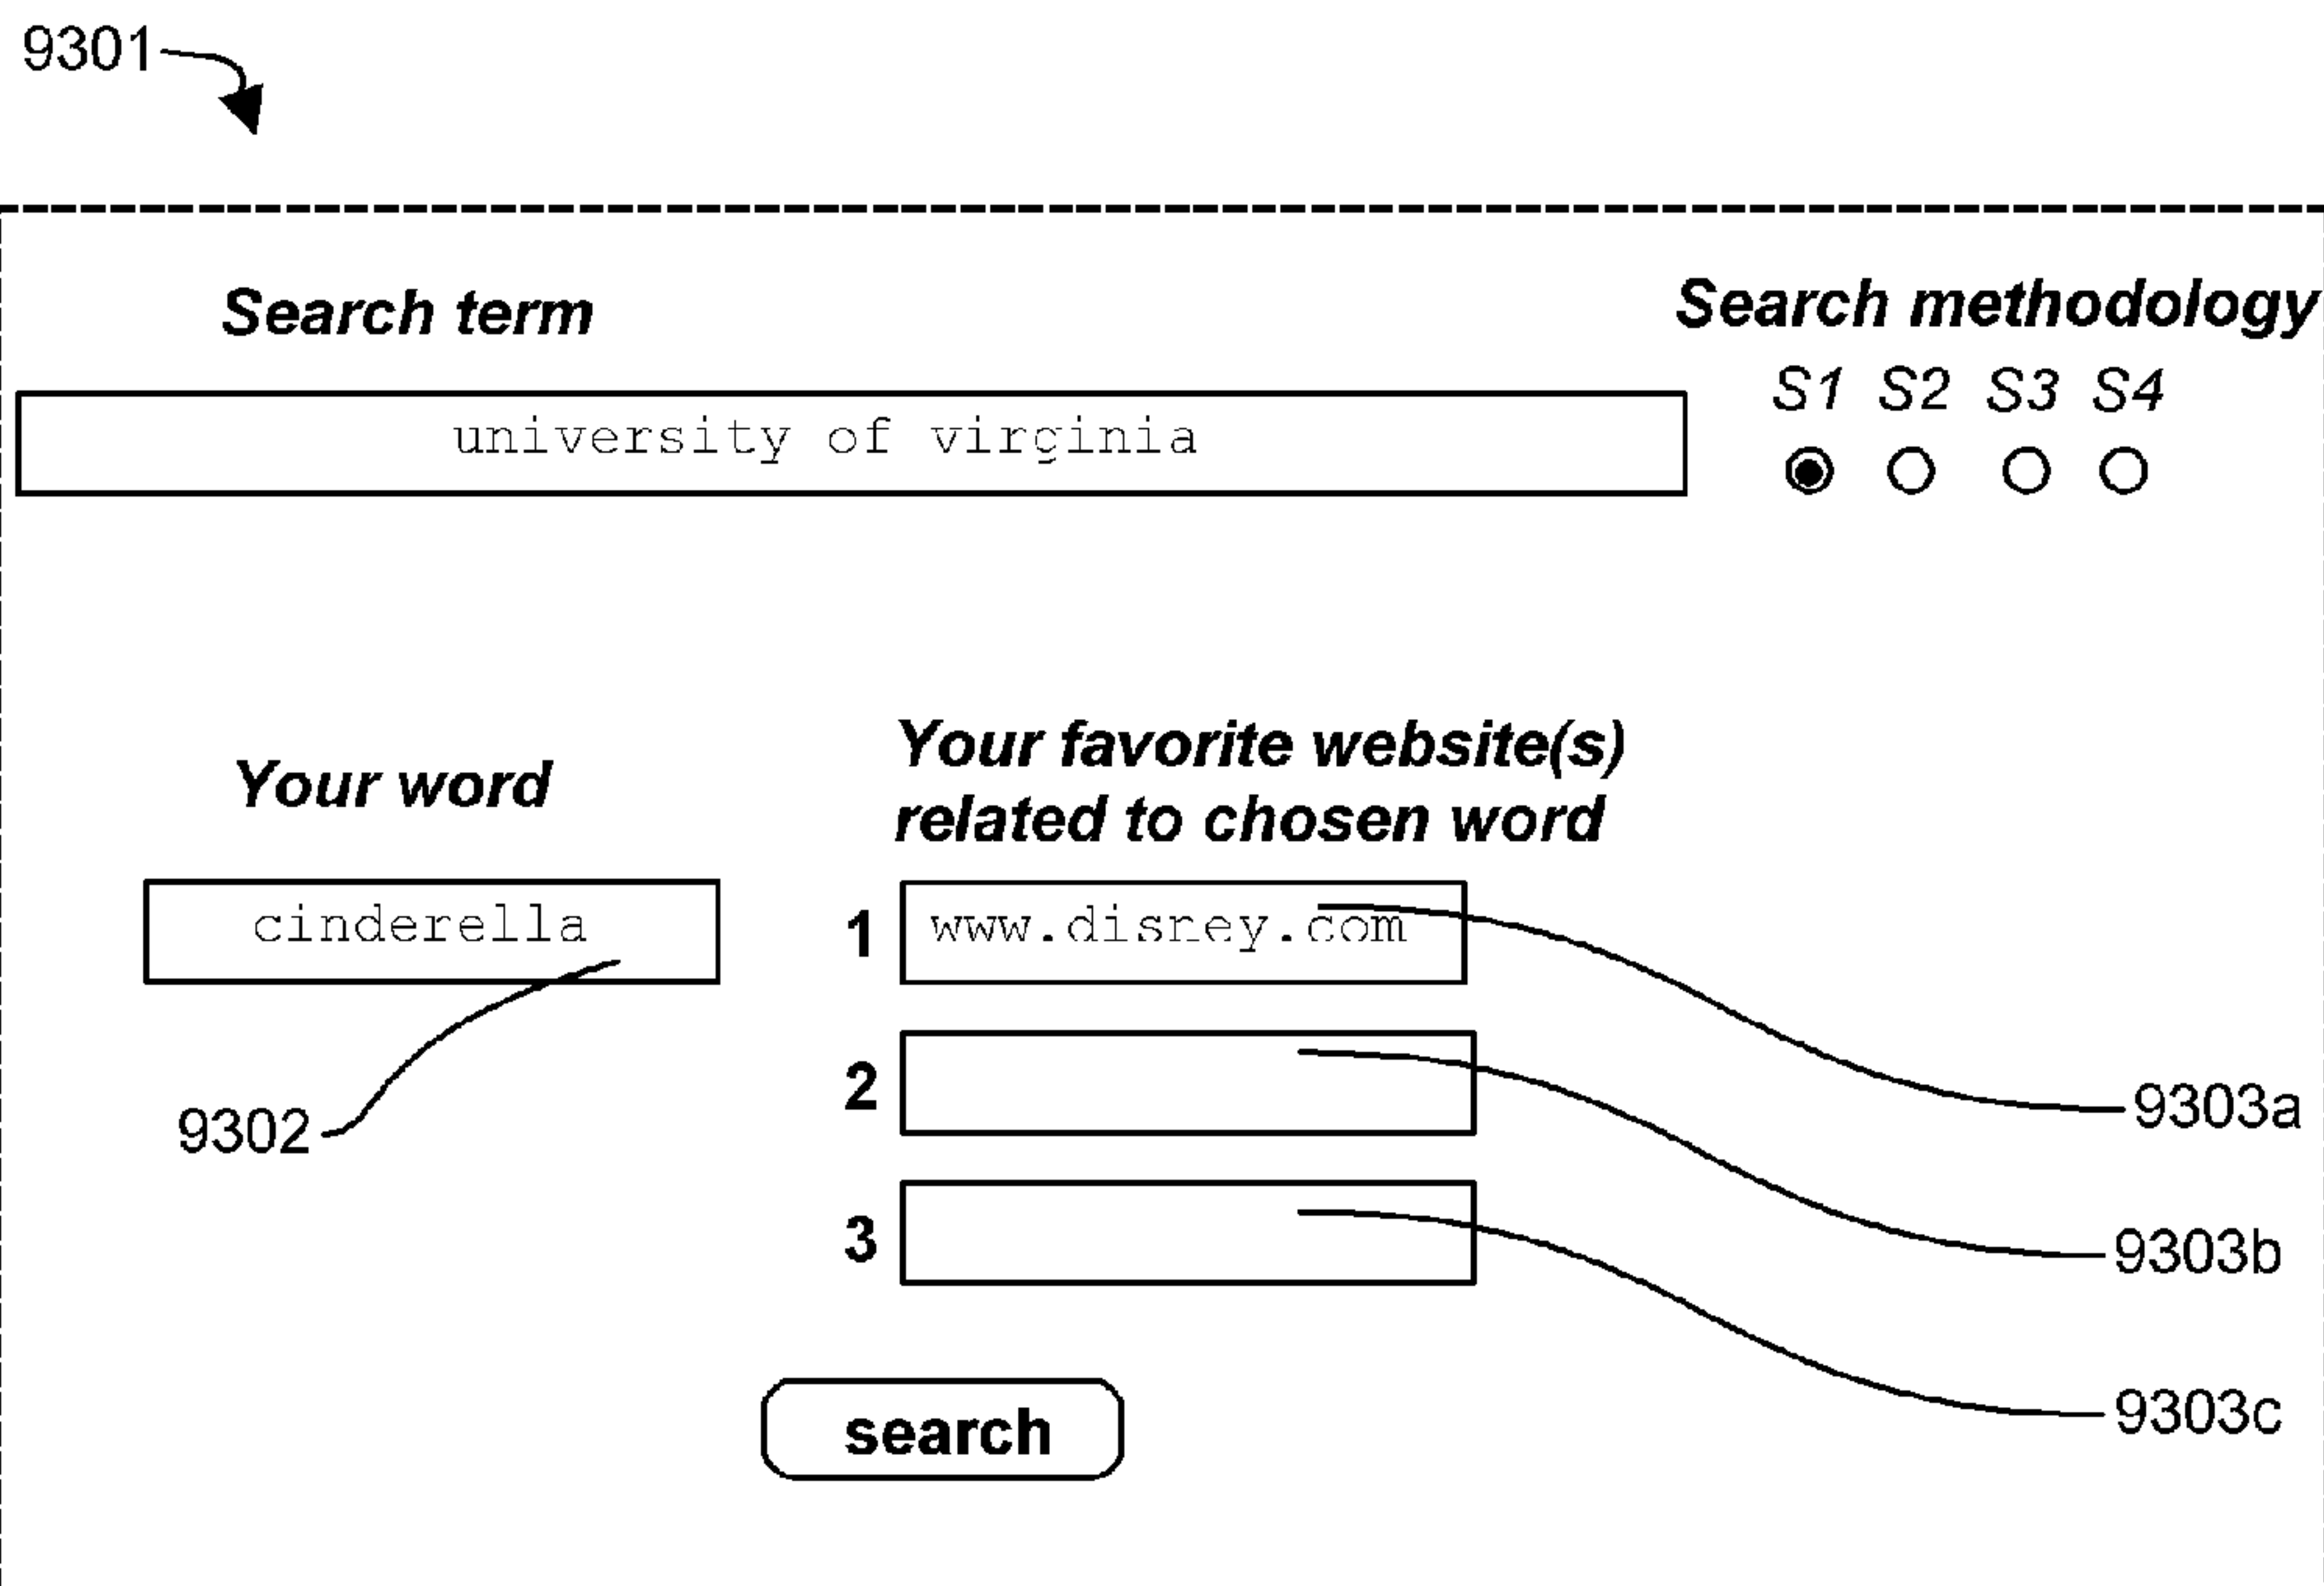 9301
Search term
Search methodology
S1 S2 S3 S4
university of virginia
Your word
Your favorite website(s)
related to chosen word
cinderella
1 www.disney.com
2
3
9302
9303a
9303b
9303c
search